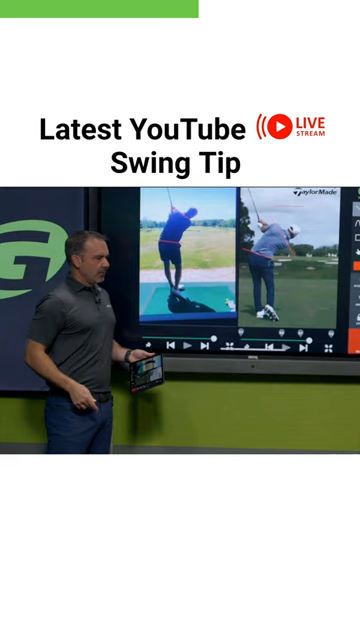 Latest YouTube
LIVE
STREAM
Swing Tip
TaylorMade
G